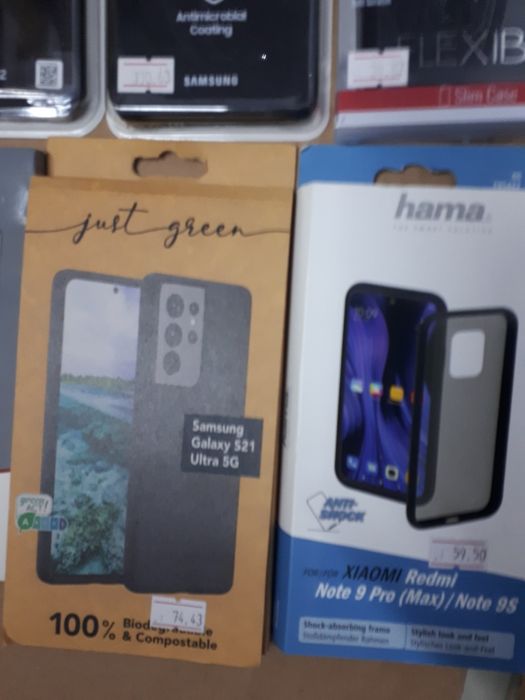 Antimicrobial
Coating
SAMSUNG
2
FLEXIB
Slim Case
just green
Samsung
Galaxy S21
Ultra 5G
A
D
74,43
100% Biodegradable
& Compostable
hama
THE SMART SOLUTION
ANTI-
SHOCK
59,50
FOR/FÜR XIAOMI Redmi
Note 9 Pro (Max) / Note 9S
Shock-absorbing frame
Stoßdämpfender Rahmen
Stylish look and feel
Stylischer Look und Feel